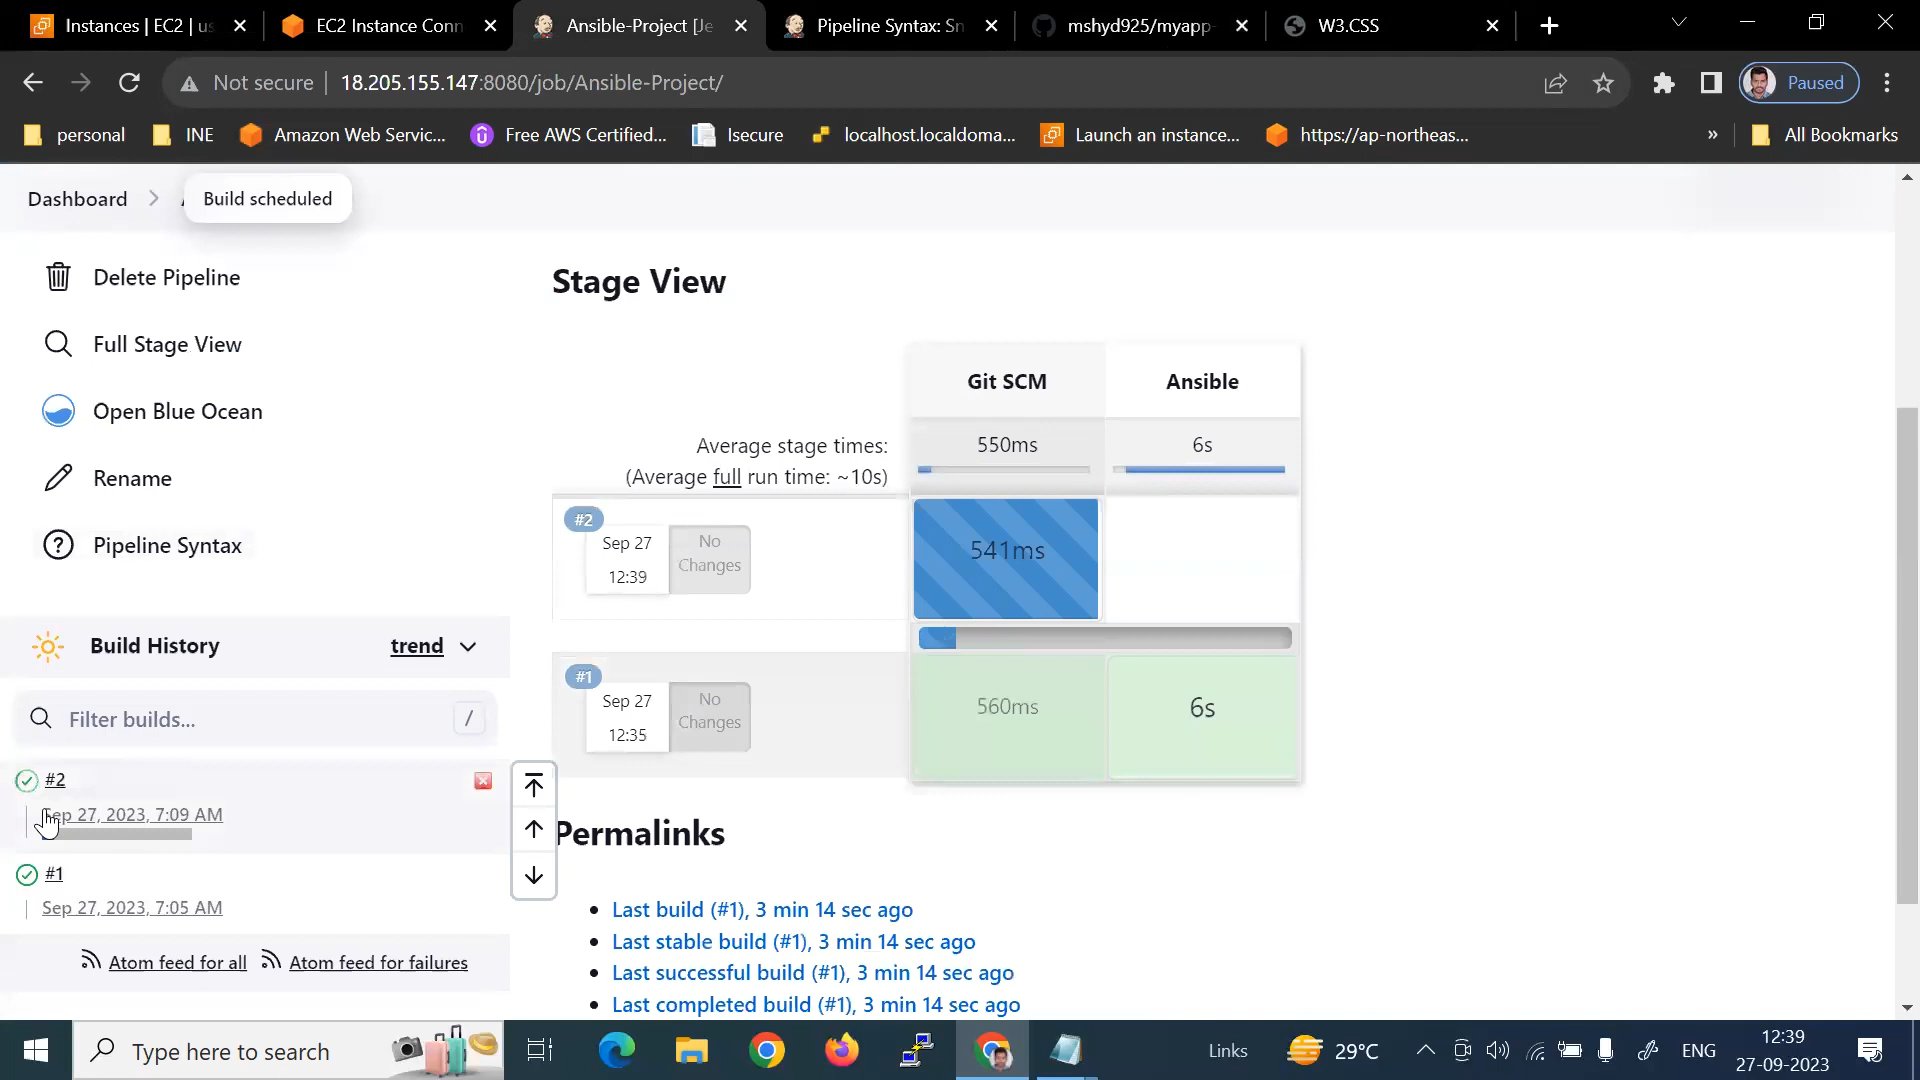 Instances | EC2 | us
EC2 Instance Conn
Ansible-Project [Je
Pipeline Syntax: Sn
mshyd925/myapp-
W3.CSS
Not secure
18.205.155.147:8080/job/Ansible-Project/
Paused
personal
INE
Amazon Web Servic...
Free AWS Certified...
Isecure
localhost.localdoma...
Launch an instance...
https://ap-northeas...
»
All Bookmarks
Dashboard
Build scheduled
Delete Pipeline
Full Stage View
Open Blue Ocean
Rename
Pipeline Syntax
Build History
trend
Filter builds...
/
#2
Sep 27, 2023, 7:09 AM
#1
Sep 27, 2023, 7:05 AM
Atom feed for all
Atom feed for failures
Stage View
Git SCM
Ansible
Average stage times:
550ms
6s
(Average full run time: ~10s)
#2
Sep 27
12:39
No
Changes
541ms
#1
Sep 27
12:35
No
Changes
560ms
6s
Permalinks
Last build (#1), 3 min 14 sec ago
Last stable build (#1), 3 min 14 sec ago
Last successful build (#1), 3 min 14 sec ago
Last completed build (#1), 3 min 14 sec ago
Type here to search
Links
29°C
ENG
12:39
27-09-2023